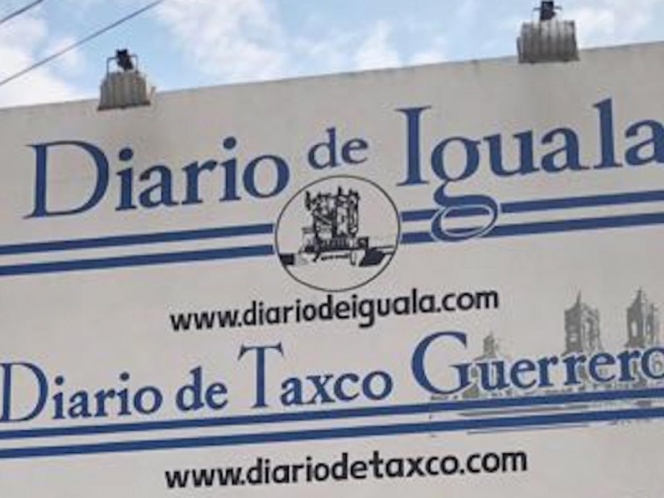 Diario de Iguala
www.diariodeiguala.com
Diario de Taxco Guerrero
www.diariodetaxco.com